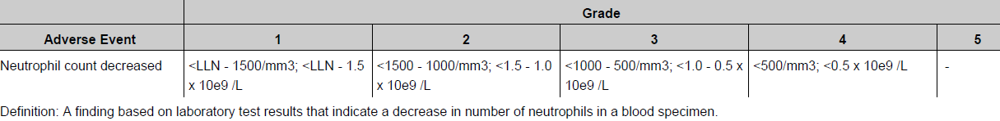 Grade
Adverse Event 1 2 3 4 5
Neutrophil count decreased <LLN - 1500/mm3; <LLN - 1.5 <1500 - 1000/mm3; <1.5 - 1.0 <1000 - 500/mm3; <1.0 - 0.5 x <500/mm3; <0.5 x 10e9 /L -
x 10e9 /L x 10e9 /L 10e9 /L
Definition: A finding based on laboratory test results that indicate a decrease in number of neutrophils in a blood specimen.